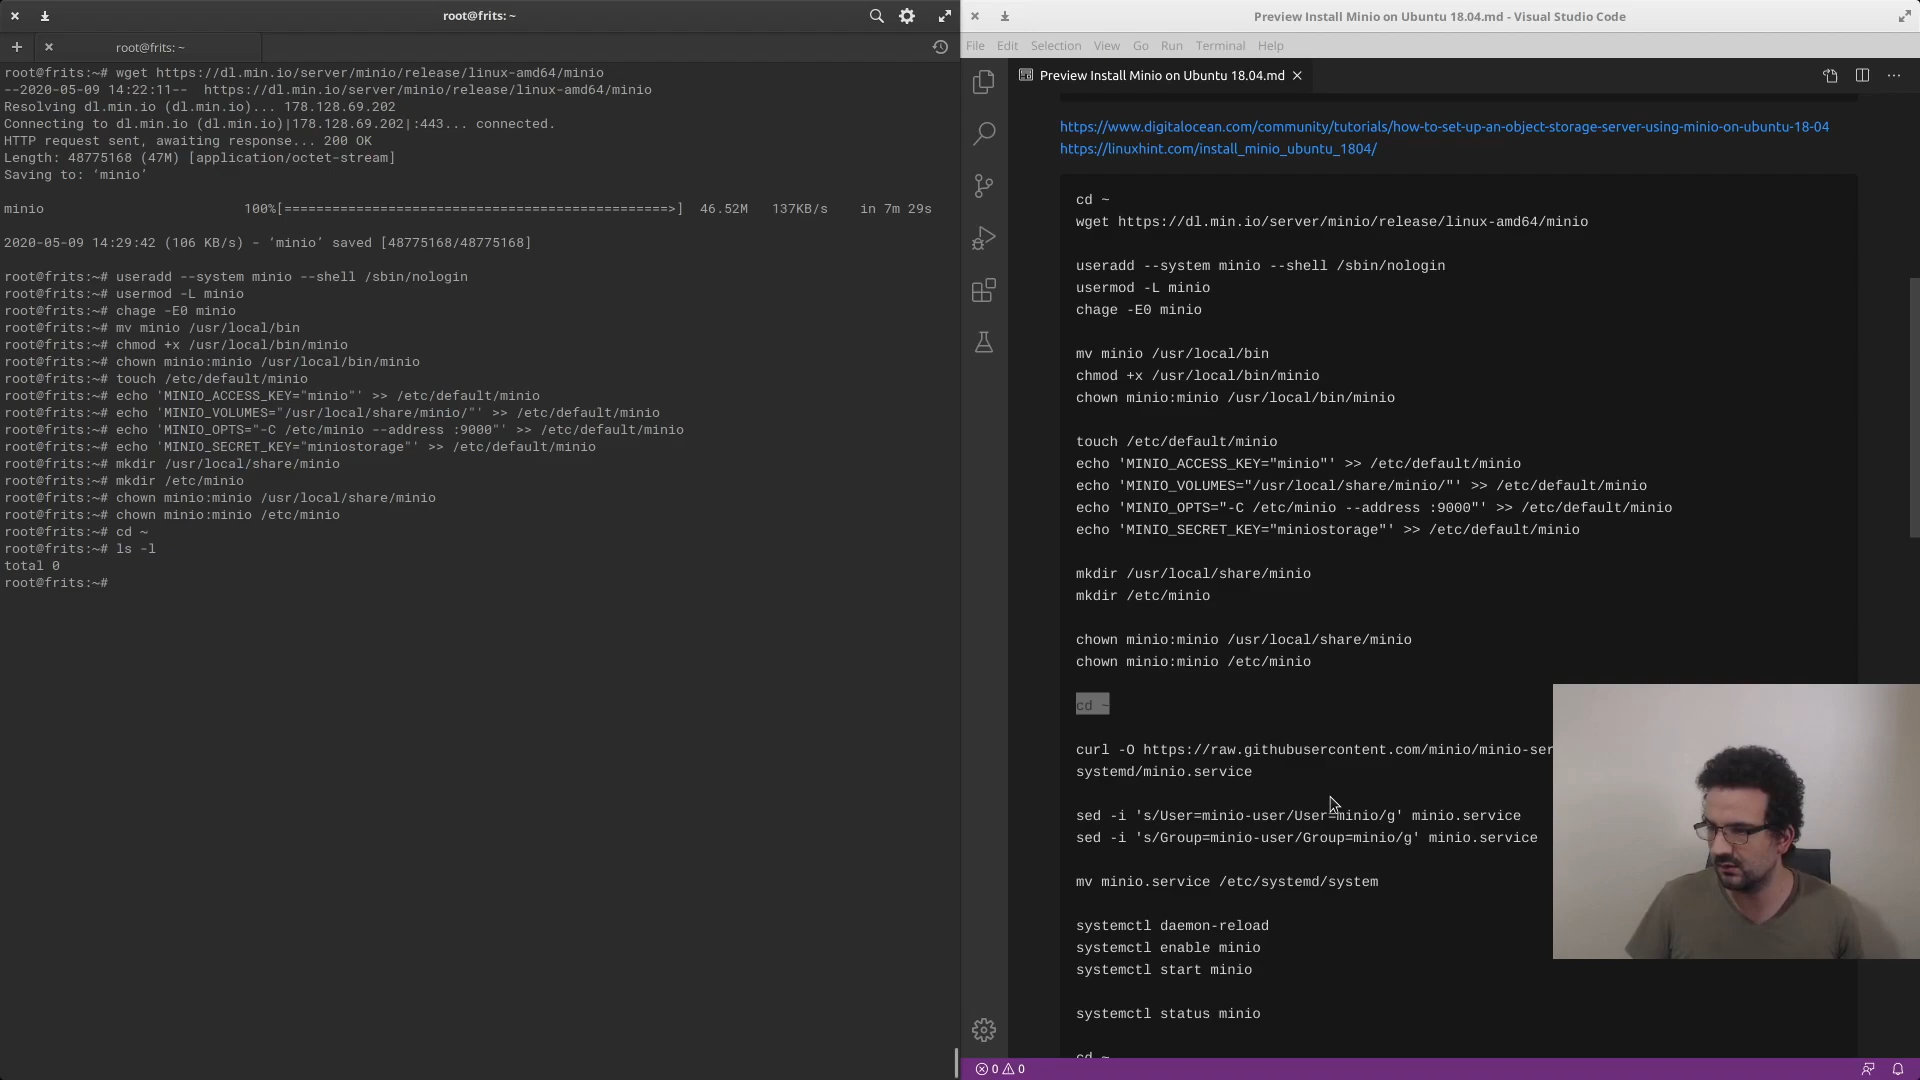 root@frits: ~
root@frits: ~
root@frits:~# wget https://dl.min.io/server/minio/release/linux-amd64/minio
--2020-05-09 14:22:11--  https://dl.min.io/server/minio/release/linux-amd64/minio
Resolving dl.min.io (dl.min.io)... 178.128.69.202
Connecting to dl.min.io (dl.min.io)|178.128.69.202|:443... connected.
HTTP request sent, awaiting response... 200 OK
Length: 48775168 (47M) [application/octet-stream]
Saving to: ‘minio’
minio                         100%[================================================>]  46.52M   137KB/s    in 7m 29s
2020-05-09 14:29:42 (106 KB/s) - ‘minio’ saved [48775168/48775168]
root@frits:~# useradd --system minio --shell /sbin/nologin
root@frits:~# usermod -L minio
root@frits:~# chage -E0 minio
root@frits:~# mv minio /usr/local/bin
root@frits:~# chmod +x /usr/local/bin/minio
root@frits:~# chown minio:minio /usr/local/bin/minio
root@frits:~# touch /etc/default/minio
root@frits:~# echo 'MINIO_ACCESS_KEY="minio"' >> /etc/default/minio
root@frits:~# echo 'MINIO_VOLUMES="/usr/local/share/minio/"' >> /etc/default/minio
root@frits:~# echo 'MINIO_OPTS="-C /etc/minio --address :9000"' >> /etc/default/minio
root@frits:~# echo 'MINIO_SECRET_KEY="miniostorage"' >> /etc/default/minio
root@frits:~# mkdir /usr/local/share/minio
root@frits:~# mkdir /etc/minio
root@frits:~# chown minio:minio /usr/local/share/minio
root@frits:~# chown minio:minio /etc/minio
root@frits:~# cd ~
root@frits:~# ls -l
total 0
root@frits:~#
Preview Install Minio on Ubuntu 18.04.md - Visual Studio Code
File Edit Selection View Go Run Terminal Help
Preview Install Minio on Ubuntu 18.04.md
https://www.digitalocean.com/community/tutorials/how-to-set-up-an-object-storage-server-using-minio-on-ubuntu-18-04
https://linuxhint.com/install_minio_ubuntu_1804/
cd ~
wget https://dl.min.io/server/minio/release/linux-amd64/minio
useradd --system minio --shell /sbin/nologin
usermod -L minio
chage -E0 minio
mv minio /usr/local/bin
chmod +x /usr/local/bin/minio
chown minio:minio /usr/local/bin/minio
touch /etc/default/minio
echo 'MINIO_ACCESS_KEY="minio"' >> /etc/default/minio
echo 'MINIO_VOLUMES="/usr/local/share/minio/"' >> /etc/default/minio
echo 'MINIO_OPTS="-C /etc/minio --address :9000"' >> /etc/default/minio
echo 'MINIO_SECRET_KEY="miniostorage"' >> /etc/default/minio
mkdir /usr/local/share/minio
mkdir /etc/minio
chown minio:minio /usr/local/share/minio
chown minio:minio /etc/minio
cd ~
curl -O https://raw.githubusercontent.com/minio/minio-ser
systemd/minio.service
sed -i 's/User=minio-user/User=minio/g' minio.service
sed -i 's/Group=minio-user/Group=minio/g' minio.service
mv minio.service /etc/systemd/system
systemctl daemon-reload
systemctl enable minio
systemctl start minio
systemctl status minio
cd ~
0 0